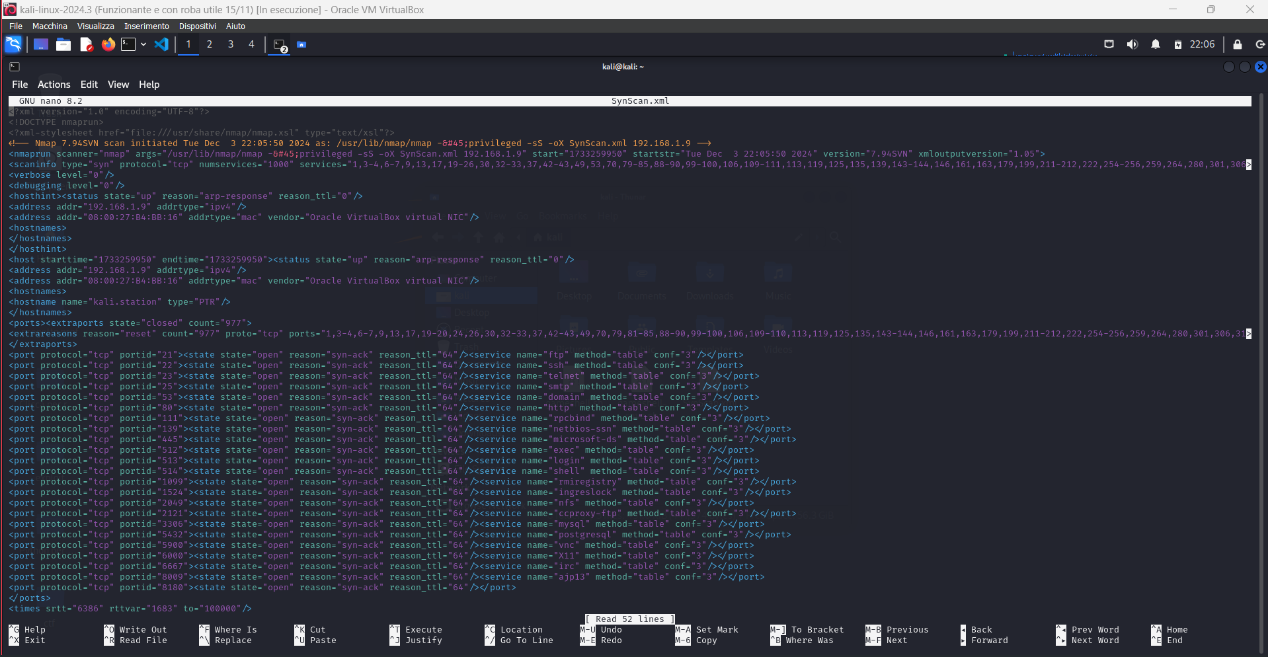 kali-linux-2024.3 (Funzionante e con roba utile 15/11) [In esecuzione] - Oracle VM VirtualBox
File Macchina Visualizza Inserimento Dispositivi Aiuto
1 2 3 4 2 22:06
kali@kali: ~
File Actions Edit View Help
GNU nano 8.2 SynScan.xml
<?xml version="1.0" encoding="UTF-8"?>
<!DOCTYPE nmaprun>
<?xml-stylesheet href="file:///usr/share/nmap/nmap.xsl" type="text/xsl"?>
<!-- Nmap 7.94SVN scan initiated Tue Dec  3 22:05:50 2024 as: /usr/lib/nmap/nmap -&#45;privileged -sS -oX SynScan.xml 192.168.1.9 -->
<nmaprun scanner="nmap" args="/usr/lib/nmap/nmap -&#45;privileged -sS -oX SynScan.xml 192.168.1.9" start="1733259950" startstr="Tue Dec  3 22:05:50 2024" version="7.94SVN" xmloutputversion="1.05">
<scaninfo type="syn" protocol="tcp" numservices="1000" services="1,3-4,6-7,9,13,17,19-26,30,32-33,37,42-43,49,53,70,79-85,88-90,99-100,106,109-111,113,119,125,135,139,143-144,146,161,163,179,199,211-212,222,254-256,259,264,280,301,306>
<verbose level="0"/>
<debugging level="0"/>
<hosthint><status state="up" reason="arp-response" reason_ttl="0"/>
<address addr="192.168.1.9" addrtype="ipv4"/>
<address addr="08:00:27:B4:BB:16" addrtype="mac" vendor="Oracle VirtualBox virtual NIC"/>
<hostnames>
</hostnames>
</hosthint>
<host starttime="1733259950" endtime="1733259950"><status state="up" reason="arp-response" reason_ttl="0"/>
<address addr="192.168.1.9" addrtype="ipv4"/>
<address addr="08:00:27:B4:BB:16" addrtype="mac" vendor="Oracle VirtualBox virtual NIC"/>
<hostnames>
<hostname name="kali.station" type="PTR"/>
</hostnames>
<ports><extraports state="closed" count="977">
<extrareasons reason="reset" count="977" proto="tcp" ports="1,3-4,6-7,9,13,17,19-20,24,26,30,32-33,37,42-43,49,70,79,81-85,88-90,99-100,106,109-110,113,119,125,135,143-144,146,161,163,179,199,211-212,222,254-256,259,264,280,301,306,31>
</extraports>
<port protocol="tcp" portid="21"><state state="open" reason="syn-ack" reason_ttl="64"/><service name="ftp" method="table" conf="3"/></port>
<port protocol="tcp" portid="22"><state state="open" reason="syn-ack" reason_ttl="64"/><service name="ssh" method="table" conf="3"/></port>
<port protocol="tcp" portid="23"><state state="open" reason="syn-ack" reason_ttl="64"/><service name="telnet" method="table" conf="3"/></port>
<port protocol="tcp" portid="25"><state state="open" reason="syn-ack" reason_ttl="64"/><service name="smtp" method="table" conf="3"/></port>
<port protocol="tcp" portid="53"><state state="open" reason="syn-ack" reason_ttl="64"/><service name="domain" method="table" conf="3"/></port>
<port protocol="tcp" portid="80"><state state="open" reason="syn-ack" reason_ttl="64"/><service name="http" method="table" conf="3"/></port>
<port protocol="tcp" portid="111"><state state="open" reason="syn-ack" reason_ttl="64"/><service name="rpcbind" method="table" conf="3"/></port>
<port protocol="tcp" portid="139"><state state="open" reason="syn-ack" reason_ttl="64"/><service name="netbios-ssn" method="table" conf="3"/></port>
<port protocol="tcp" portid="445"><state state="open" reason="syn-ack" reason_ttl="64"/><service name="microsoft-ds" method="table" conf="3"/></port>
<port protocol="tcp" portid="512"><state state="open" reason="syn-ack" reason_ttl="64"/><service name="exec" method="table" conf="3"/></port>
<port protocol="tcp" portid="513"><state state="open" reason="syn-ack" reason_ttl="64"/><service name="login" method="table" conf="3"/></port>
<port protocol="tcp" portid="514"><state state="open" reason="syn-ack" reason_ttl="64"/><service name="shell" method="table" conf="3"/></port>
<port protocol="tcp" portid="1099"><state state="open" reason="syn-ack" reason_ttl="64"/><service name="rmiregistry" method="table" conf="3"/></port>
<port protocol="tcp" portid="1524"><state state="open" reason="syn-ack" reason_ttl="64"/><service name="ingreslock" method="table" conf="3"/></port>
<port protocol="tcp" portid="2049"><state state="open" reason="syn-ack" reason_ttl="64"/><service name="nfs" method="table" conf="3"/></port>
<port protocol="tcp" portid="2121"><state state="open" reason="syn-ack" reason_ttl="64"/><service name="ccproxy-ftp" method="table" conf="3"/></port>
<port protocol="tcp" portid="3306"><state state="open" reason="syn-ack" reason_ttl="64"/><service name="mysql" method="table" conf="3"/></port>
<port protocol="tcp" portid="5432"><state state="open" reason="syn-ack" reason_ttl="64"/><service name="postgresql" method="table" conf="3"/></port>
<port protocol="tcp" portid="5900"><state state="open" reason="syn-ack" reason_ttl="64"/><service name="vnc" method="table" conf="3"/></port>
<port protocol="tcp" portid="6000"><state state="open" reason="syn-ack" reason_ttl="64"/><service name="X11" method="table" conf="3"/></port>
<port protocol="tcp" portid="6667"><state state="open" reason="syn-ack" reason_ttl="64"/><service name="irc" method="table" conf="3"/></port>
<port protocol="tcp" portid="8009"><state state="open" reason="syn-ack" reason_ttl="64"/><service name="ajp13" method="table" conf="3"/></port>
<port protocol="tcp" portid="8180"><state state="open" reason="syn-ack" reason_ttl="64"/></port>
</ports>
<times srtt="6386" rttvar="1683" to="100000"/>
[ Read 52 lines ]
^G Help ^O Write Out ^F Where Is ^K Cut ^T Execute ^C Location M-U Undo M-A Set Mark M-] To Bracket M-B Previous ◂ Back ^◂ Prev Word ^A Home
^X Exit ^R Read File ^\ Replace ^U Paste ^J Justify ^/ Go To Line M-E Redo M-6 Copy ^B Where Was M-F Next ▸ Forward ^▸ Next Word ^E End